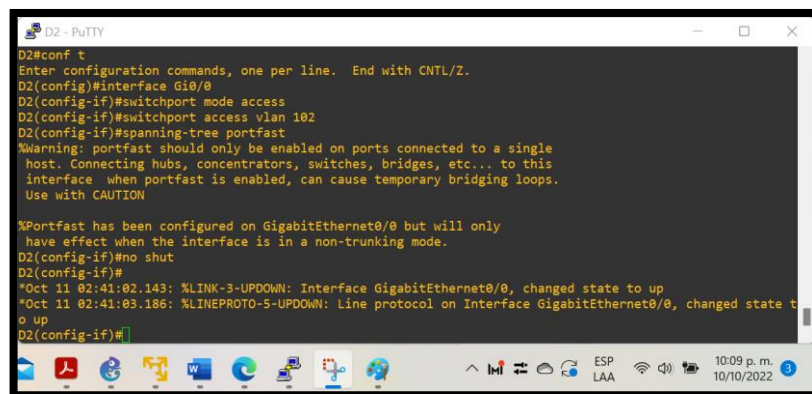 D2 - PuTTY
D2#conf t
Enter configuration commands, one per line.  End with CNTL/Z.
D2(config)#interface Gi0/0
D2(config-if)#switchport mode access
D2(config-if)#switchport access vlan 102
D2(config-if)#spanning-tree portfast
%Warning: portfast should only be enabled on ports connected to a single
 host. Connecting hubs, concentrators, switches, bridges, etc... to this
 interface  when portfast is enabled, can cause temporary bridging loops.
 Use with CAUTION
%Portfast has been configured on GigabitEthernet0/0 but will only
 have effect when the interface is in a non-trunking mode.
D2(config-if)#no shut
D2(config-if)#
*Oct 11 02:41:02.143: %LINK-3-UPDOWN: Interface GigabitEthernet0/0, changed state to up
*Oct 11 02:41:03.186: %LINEPROTO-5-UPDOWN: Line protocol on Interface GigabitEthernet0/0, changed state t
o up
D2(config-if)#
ESP
LAA
10:09 p. m.
10/10/2022
3